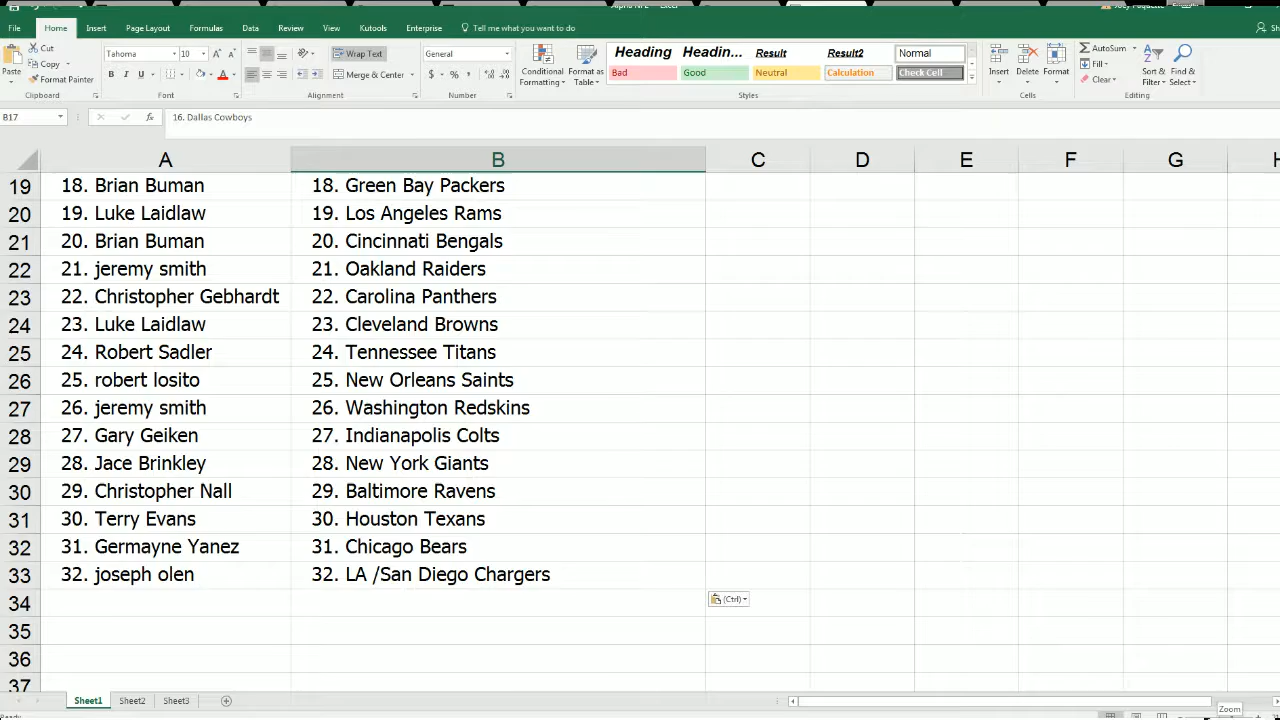 File Home Insert Page Layout Formulas Data Review View Kutools Enterprise Tell me what you want to do
Cut
Copy
Format Painter
Paste
Clipboard
Tahoma 10
B I U
Font
Wrap Text
Merge & Center
Alignment
General
$ % ,
Number
Conditional Formatting
Format as Table
Heading Headin... Result Result2 Normal
Bad Good Neutral Calculation Check Cell
Styles
Insert Delete Format
Cells
AutoSum
Fill
Clear
Sort & Filter
Find & Select
Editing
B17 fx 16. Dallas Cowboys
A B C D E F G H
19 18. Brian Buman 18. Green Bay Packers
20 19. Luke Laidlaw 19. Los Angeles Rams
21 20. Brian Buman 20. Cincinnati Bengals
22 21. jeremy smith 21. Oakland Raiders
23 22. Christopher Gebhardt 22. Carolina Panthers
24 23. Luke Laidlaw 23. Cleveland Browns
25 24. Robert Sadler 24. Tennessee Titans
26 25. robert losito 25. New Orleans Saints
27 26. jeremy smith 26. Washington Redskins
28 27. Gary Geiken 27. Indianapolis Colts
29 28. Jace Brinkley 28. New York Giants
30 29. Christopher Nall 29. Baltimore Ravens
31 30. Terry Evans 30. Houston Texans
32 31. Germayne Yanez 31. Chicago Bears
33 32. joseph olen 32. LA /San Diego Chargers
34 (Ctrl)
35
36
37
Sheet1 Sheet2 Sheet3
Zoom